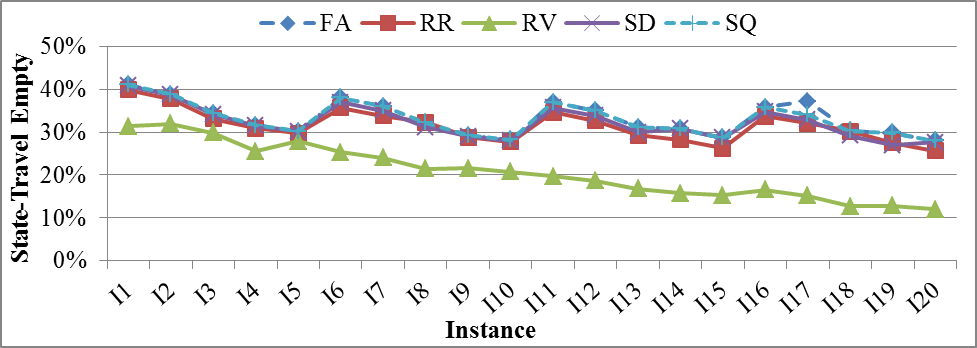 FA RR RV SD SQ
State-Travel Empty
50%
40%
30%
20%
10%
0%
I1 I2 I3 I4 I5 I6 I7 I8 I9 I10 I11 I12 I13 I14 I15 I16 I17 I18 I19 I20
Instance